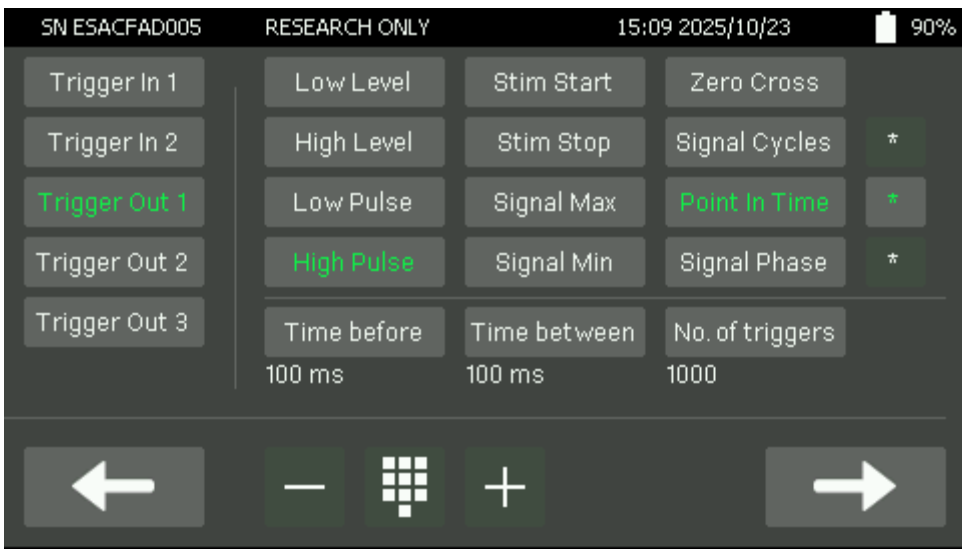 SN ESACFAD005 RESEARCH ONLY 15:09 2025/10/23 90%
Trigger In 1 Low Level Stim Start Zero Cross
Trigger In 2 High Level Stim Stop Signal Cycles *
Trigger Out 1 Low Pulse Signal Max Point In Time *
Trigger Out 2 High Pulse Signal Min Signal Phase *
Trigger Out 3 Time before Time between No. of triggers
100 ms 100 ms 1000